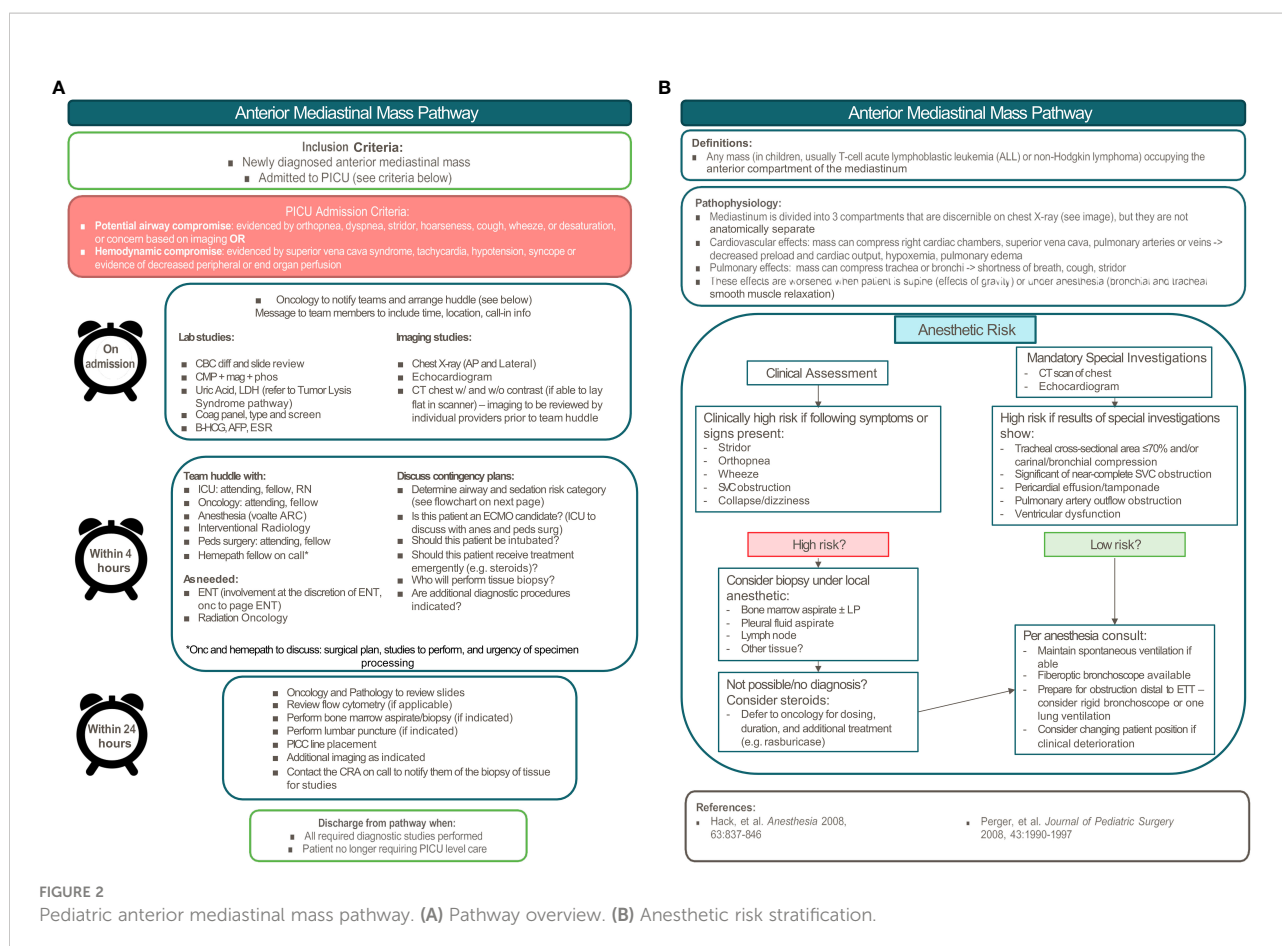 A
Anterior Mediastinal Mass Pathway
Inclusion Criteria:
■ Newly diagnosed anterior mediastinal mass
■ Admitted to PICU (see criteria below)
PICU Admission Criteria:
■ Potential airway compromise: evidenced by orthopnea, dyspnea, stridor, hoarseness, cough, wheeze, or desaturation,
or concern based on imaging OR
■ Hemodynamic compromise: evidenced by superior vena cava syndrome, tachycardia, hypotension, syncope or
evidence of decreased peripheral or end organ perfusion
On
admission
■ Oncology to notify teams and arrange huddle (see below)
Message to team members to include time, location, call-in info
Lab studies:
■ CBC diff and slide review
■ CMP + mag + phos
■ Uric Acid, LDH (refer to Tumor Lysis
Syndrome pathway)
■ Coag panel, type and screen
■ B-HCG, AFP, ESR
Imaging studies:
■ Chest X-ray (AP and Lateral)
■ Echocardiogram
■ CT chest w/ and w/o contrast (if able to lay
flat in scanner) – imaging to be reviewed by
individual providers prior to team huddle
Within 4
hours
Team huddle with:
■ ICU: attending, fellow, RN
■ Oncology: attending, fellow
■ Anesthesia (voalte ARC)
■ Interventional Radiology
■ Peds surgery: attending, fellow
■ Hemepath fellow on call*
As needed:
■ ENT (involvement at the discretion of ENT,
onc to page ENT)
■ Radiation Oncology
Discuss contingency plans:
■ Determine airway and sedation risk category
(see flowchart on next page)
■ Is this patient an ECMO candidate? (ICU to
discuss with anes and peds surg)
■ Should this patient be intubated?
■ Should this patient receive treatment
emergently (e.g. steroids)?
■ Who will perform tissue biopsy?
■ Are additional diagnostic procedures
indicated?
*Onc and hemepath to discuss: surgical plan, studies to perform, and urgency of specimen
processing
Within 24
hours
■ Oncology and Pathology to review slides
■ Review flow cytometry (if applicable)
■ Perform bone marrow aspirate/biopsy (if indicated)
■ Perform lumbar puncture (if indicated)
■ PICC line placement
■ Additional imaging as indicated
■ Contact the CRA on call to notify them of the biopsy of tissue
for studies
Discharge from pathway when:
■ All required diagnostic studies performed
■ Patient no longer requiring PICU level care
B
Anterior Mediastinal Mass Pathway
Definitions:
■ Any mass (in children, usually T-cell acute lymphoblastic leukemia (ALL) or non-Hodgkin lymphoma) occupying the
anterior compartment of the mediastinum
Pathophysiology:
■ Mediastinum is divided into 3 compartments that are discernible on chest X-ray (see image), but they are not
anatomically separate
■ Cardiovascular effects: mass can compress right cardiac chambers, superior vena cava, pulmonary arteries or veins ->
decreased preload and cardiac output, hypoxemia, pulmonary edema
■ Pulmonary effects: mass can compress trachea or bronchi -> shortness of breath, cough, stridor
■ These effects are worsened when patient is supine (effects of gravity) or under anesthesia (bronchial and tracheal
smooth muscle relaxation)
Anesthetic Risk
Clinical Assessment
Clinically high risk if following symptoms or
signs present:
- Stridor
- Orthopnea
- Wheeze
- SVC obstruction
- Collapse/dizziness
Mandatory Special Investigations
- CT scan of chest
- Echocardiogram
High risk if results of special investigations
show:
- Tracheal cross-sectional area ≤70% and/or
carinal/bronchial compression
- Significant of near-complete SVC obstruction
- Pericardial effusion/tamponade
- Pulmonary artery outflow obstruction
- Ventricular dysfunction
High risk?
Low risk?
Consider biopsy under local
anesthetic:
- Bone marrow aspirate ± LP
- Pleural fluid aspirate
- Lymph node
- Other tissue?
Not possible/no diagnosis?
Consider steroids:
- Defer to oncology for dosing,
duration, and additional treatment
(e.g. rasburicase)
Per anesthesia consult:
- Maintain spontaneous ventilation if
able
- Fiberoptic bronchoscope available
- Prepare for obstruction distal to ETT –
consider rigid bronchoscope or one
lung ventilation
- Consider changing patient position if
clinical deterioration
References:
▪ Hack, et al. Anesthesia 2008,
63:837-846
▪ Perger, et al. Journal of Pediatric Surgery
2008, 43:1990-1997
FIGURE 2
Pediatric anterior mediastinal mass pathway. (A) Pathway overview. (B) Anesthetic risk stratification.